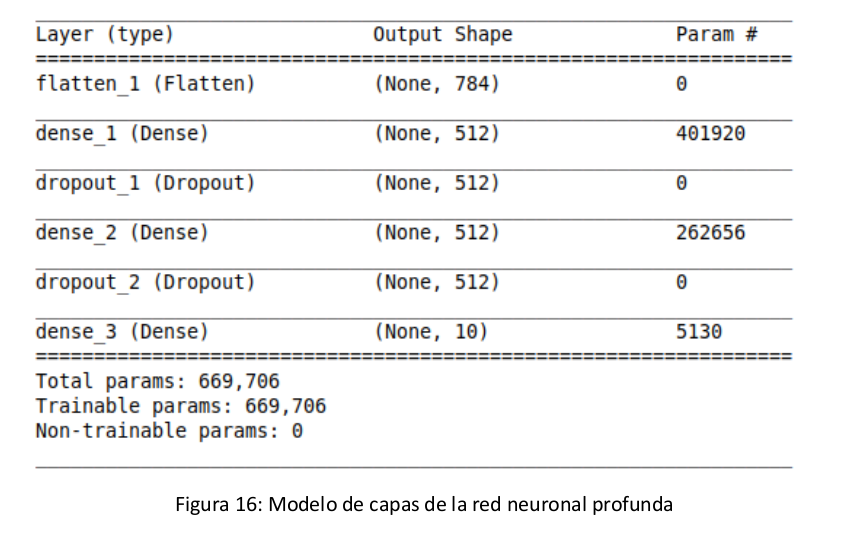 Layer (type) Output Shape Param #
=================================================================
flatten_1 (Flatten) (None, 784) 0
dense_1 (Dense) (None, 512) 401920
dropout_1 (Dropout) (None, 512) 0
dense_2 (Dense) (None, 512) 262656
dropout_2 (Dropout) (None, 512) 0
dense_3 (Dense) (None, 10) 5130
=================================================================
Total params: 669,706
Trainable params: 669,706
Non-trainable params: 0
Figura 16: Modelo de capas de la red neuronal profunda